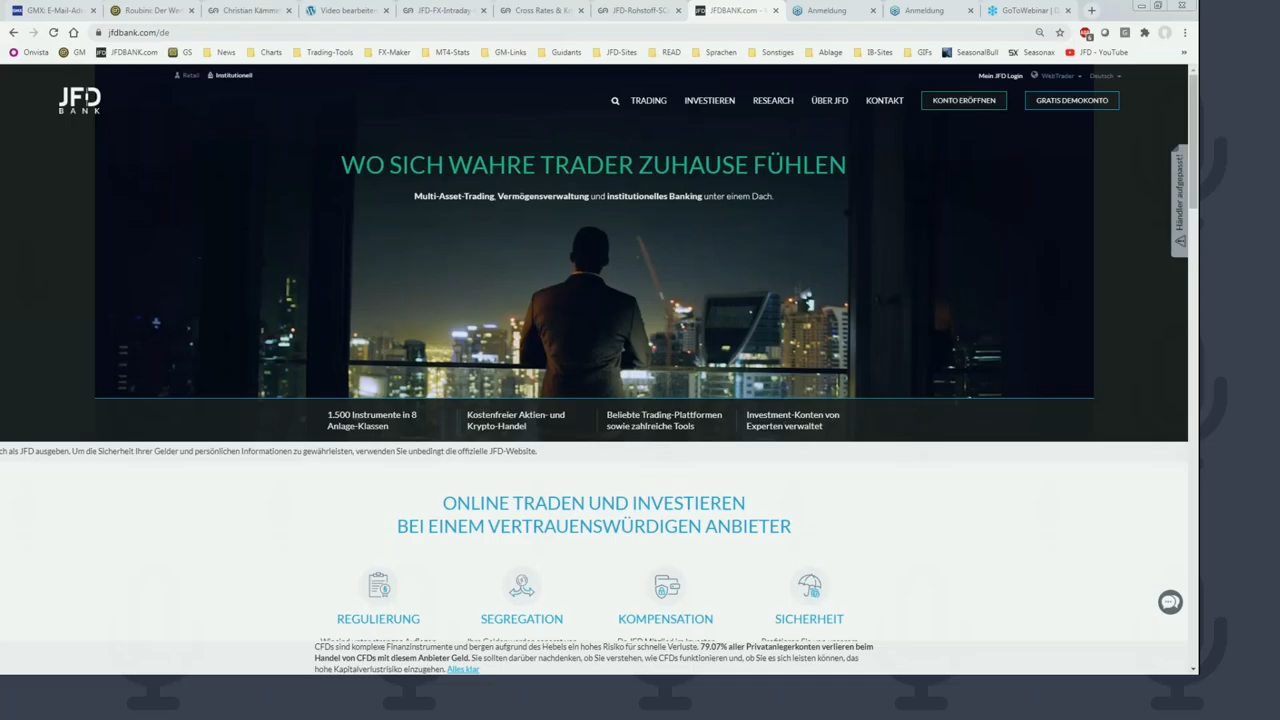 GMX: E-Mail-Adr
Roubini: Der Wer
Christian Kämme
Video bearbeiten
JFD-FX-Intraday
Cross Rates & K
JFD-Rohstoff-SC
JFDBANK.com –
Anmeldung
Anmeldung
GoToWebinar | D
jfdbank.com/de
Onvista
GM
JFDBANK.com
GS
News
Charts
Trading-Tools
FX-Maker
MT4-Stats
GM-Links
Guidants
JFD-Sites
READ
Sprachen
Sonstiges
Ablage
IB-Sites
GIFs
SeasonalBull
Seasonax
JFD - YouTube
»
Retail
Institutionell
Mein JFD Login
WebTrader
Deutsch
JFD
BANK
TRADING
INVESTIEREN
RESEARCH
ÜBER JFD
KONTAKT
KONTO ERÖFFNEN
GRATIS DEMOKONTO
WO SICH WAHRE TRADER ZUHAUSE FÜHLEN
Multi-Asset-Trading, Vermögensverwaltung und institutionelles Banking unter einem Dach.
Händler aufgepasst!
1.500 Instrumente in 8
Anlage-Klassen
Kostenfreier Aktien- und
Krypto-Handel
Beliebte Trading-Plattformen
sowie zahlreiche Tools
Investment-Konten von
Experten verwaltet
ch als JFD ausgeben. Um die Sicherheit Ihrer Gelder und persönlichen Informationen zu gewährleisten, verwenden Sie unbedingt die offizielle JFD-Website.
ONLINE TRADEN UND INVESTIEREN
BEI EINEM VERTRAUENSWÜRDIGEN ANBIETER
REGULIERUNG
SEGREGATION
KOMPENSATION
SICHERHEIT
CFDs sind komplexe Finanzinstrumente und bergen aufgrund des Hebels ein hohes Risiko für schnelle Verluste. 79.07% aller Privatanlegerkonten verlieren beim
Handel von CFDs mit diesem Anbieter Geld. Sie sollten darüber nachdenken, ob Sie verstehen, wie CFDs funktionieren und, ob Sie es sich leisten können, das
hohe Kapitalverlustrisiko einzugehen. Alles klar